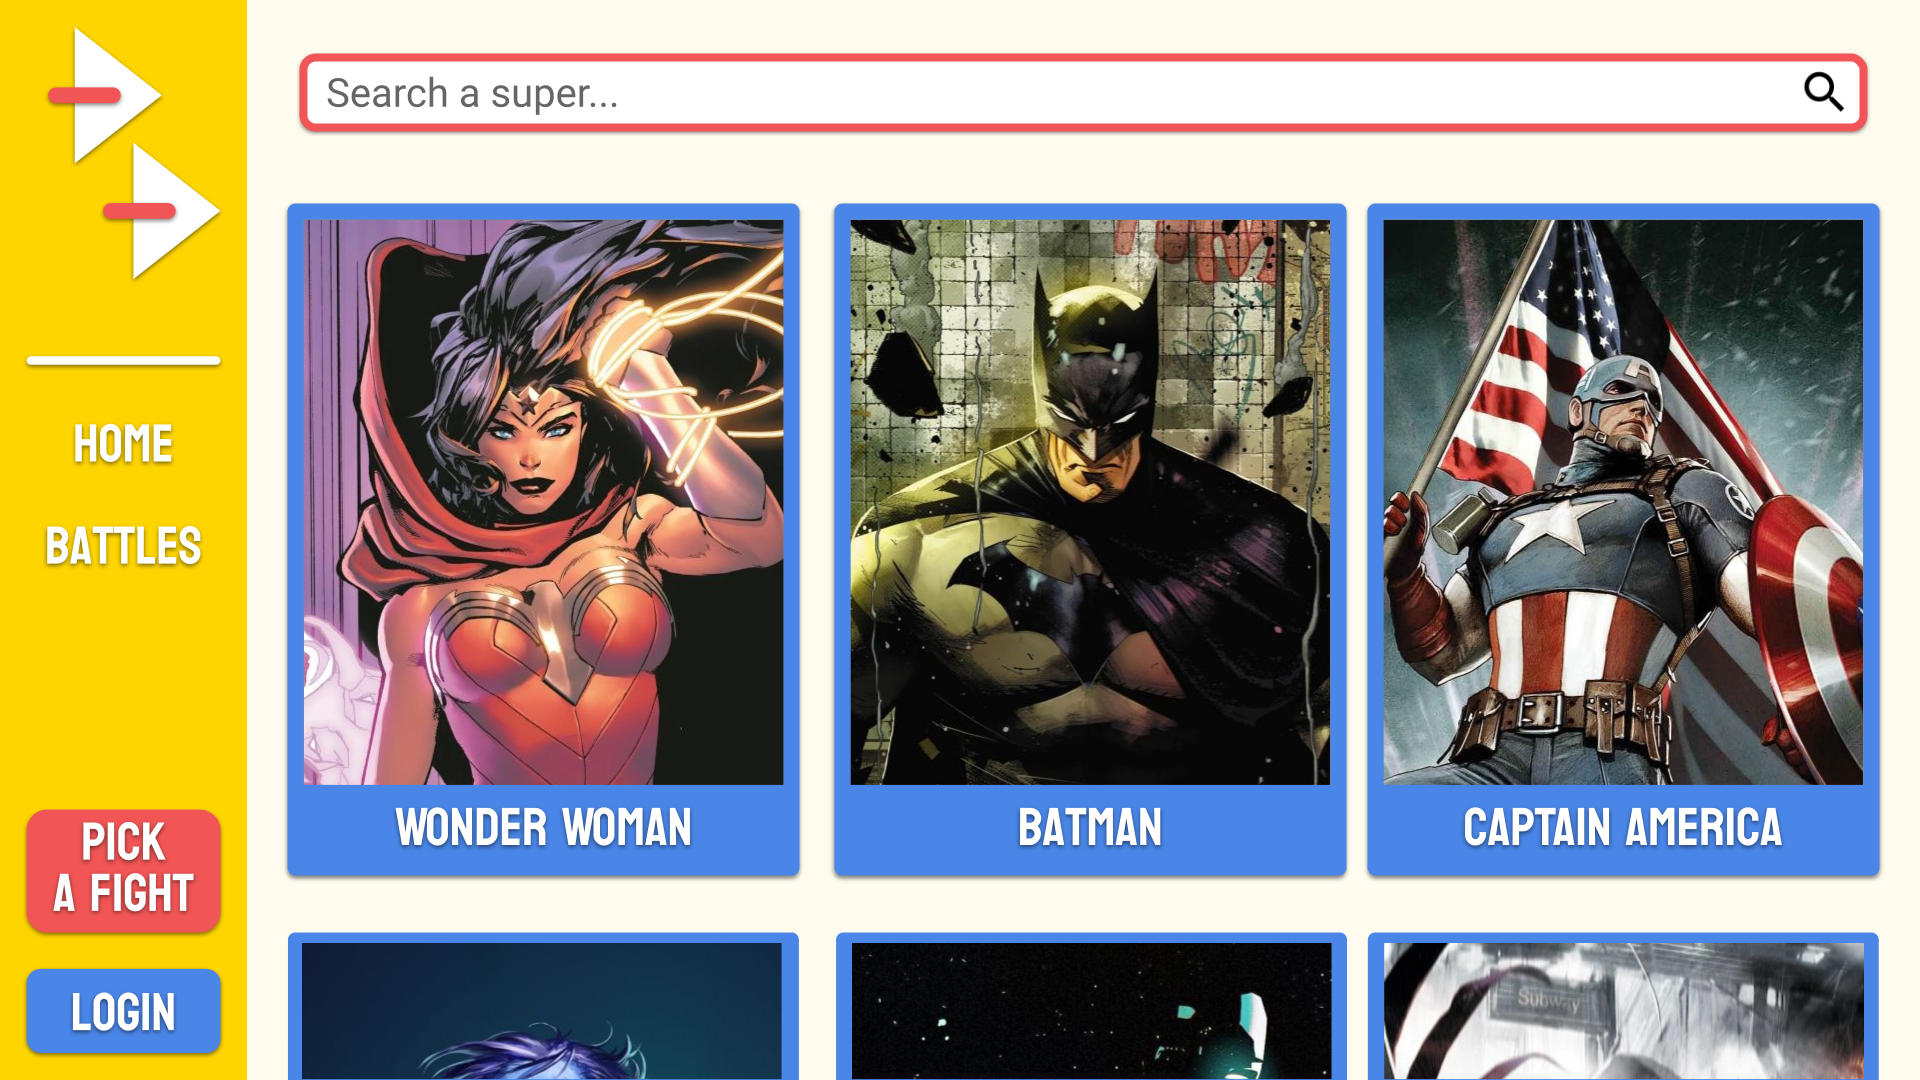 Search a super...
HOME
BATTLES
PICK
A FIGHT
LOGIN
WONDER WOMAN
BATMAN
CAPTAIN AMERICA
A
Subway